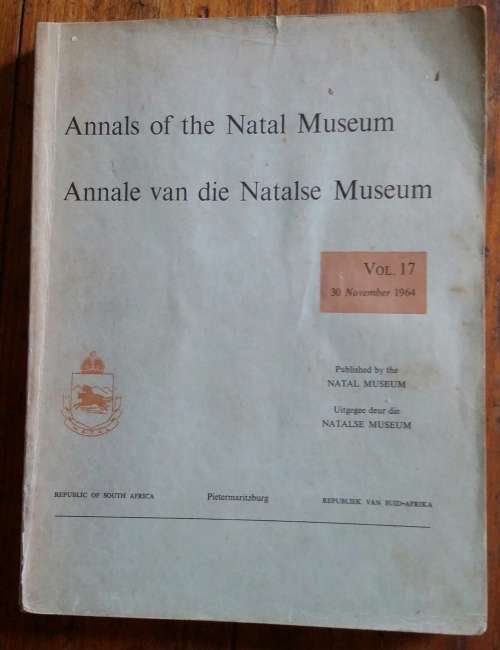 Annals of the Natal Museum
Annale van die Natalse Museum
VOL. 17
30 November 1964
Published by the
NATAL MUSEUM
Uitgegee deur die
NATALSE MUSEUM
NATAL
REPUBLIC OF SOUTH AFRICA
Pietermaritzburg
REPUBLIEK VAN SUID-AFRIKA